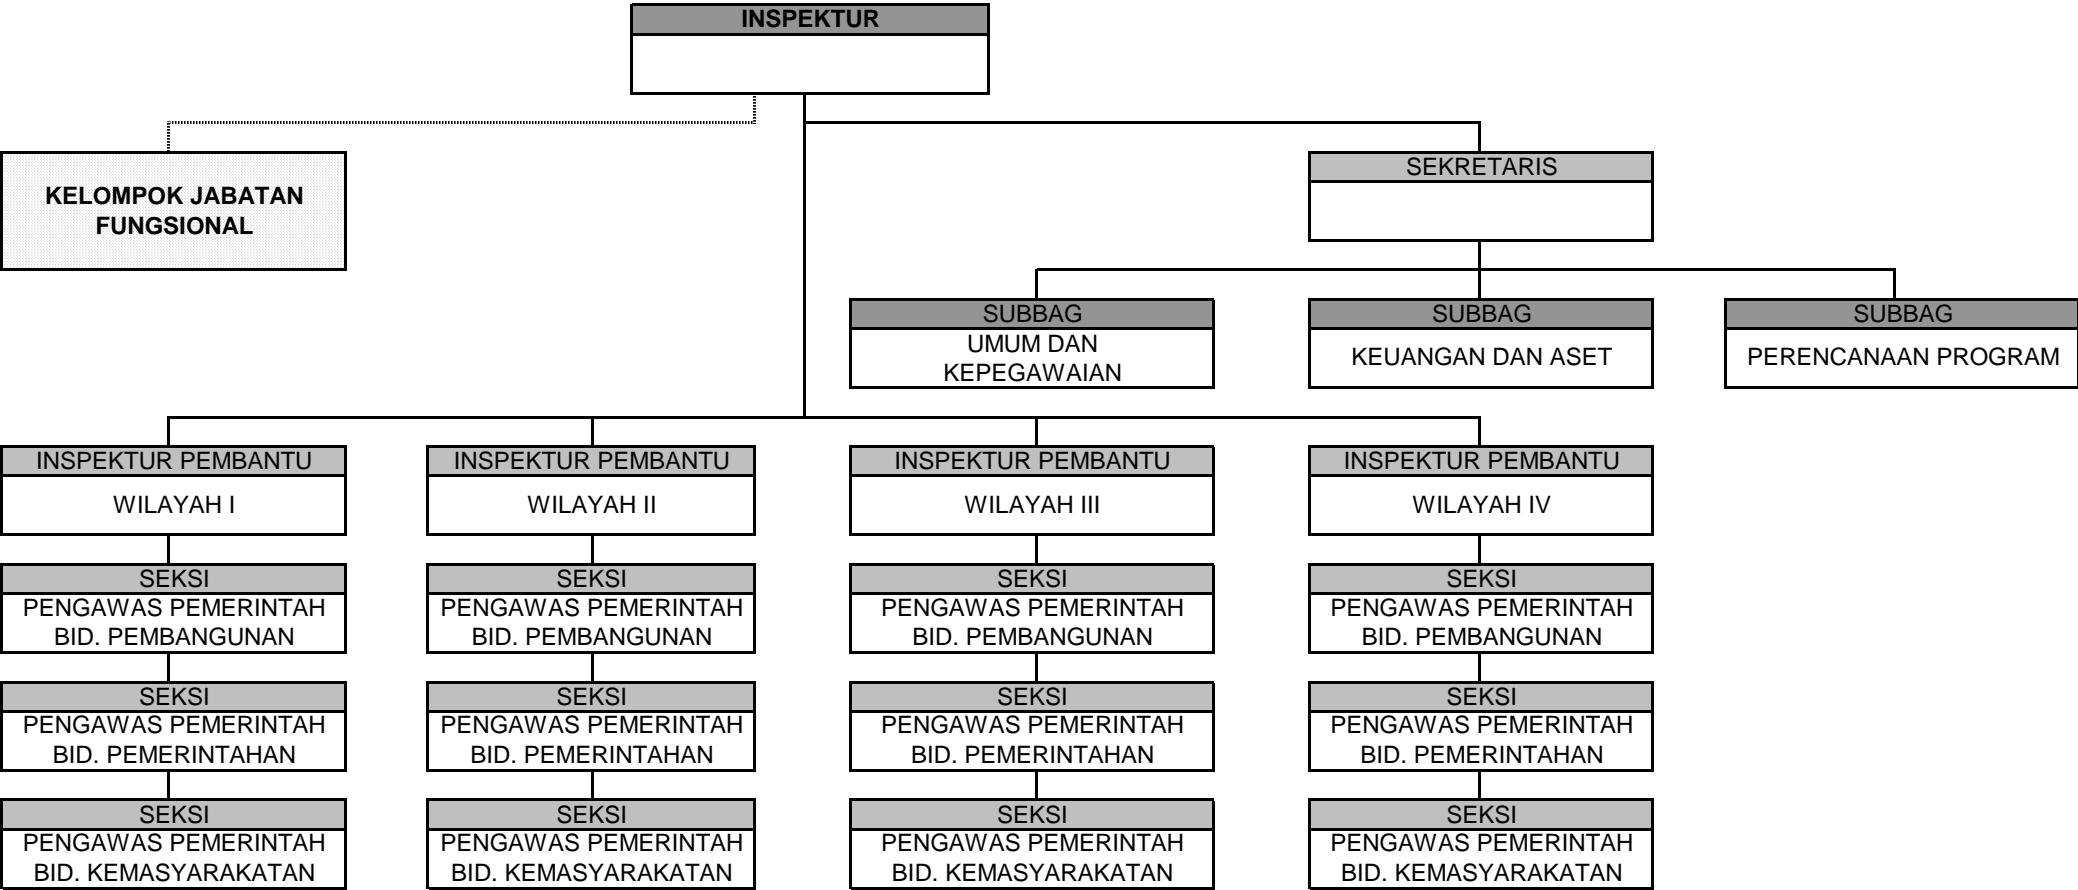 INSPEKTUR
KELOMPOK JABATAN
FUNGSIONAL
SEKRETARIS
SUBBAG
UMUM DAN
KEPEGAWAIAN
SUBBAG
KEUANGAN DAN ASET
SUBBAG
PERENCANAAN PROGRAM
INSPEKTUR PEMBANTU
WILAYAH I
INSPEKTUR PEMBANTU
WILAYAH II
INSPEKTUR PEMBANTU
WILAYAH III
INSPEKTUR PEMBANTU
WILAYAH IV
SEKSI
PENGAWAS PEMERINTAH
BID. PEMBANGUNAN
SEKSI
PENGAWAS PEMERINTAH
BID. PEMBANGUNAN
SEKSI
PENGAWAS PEMERINTAH
BID. PEMBANGUNAN
SEKSI
PENGAWAS PEMERINTAH
BID. PEMBANGUNAN
SEKSI
PENGAWAS PEMERINTAH
BID. PEMERINTAHAN
SEKSI
PENGAWAS PEMERINTAH
BID. PEMERINTAHAN
SEKSI
PENGAWAS PEMERINTAH
BID. PEMERINTAHAN
SEKSI
PENGAWAS PEMERINTAH
BID. PEMERINTAHAN
SEKSI
PENGAWAS PEMERINTAH
BID. KEMASYARAKATAN
SEKSI
PENGAWAS PEMERINTAH
BID. KEMASYARAKATAN
SEKSI
PENGAWAS PEMERINTAH
BID. KEMASYARAKATAN
SEKSI
PENGAWAS PEMERINTAH
BID. KEMASYARAKATAN